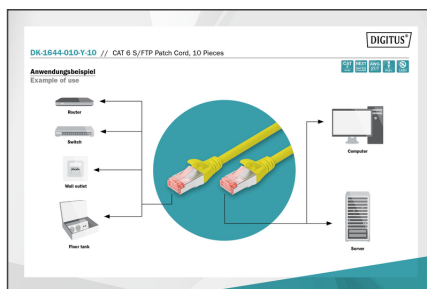 DIGITUS®
DK-1644-010-Y-10 // CAT 6 S/FTP Patch Cord, 10 Pieces
Anwendungsbeispiel
Example of use
Router
Switch
Wall outlet
Floor tank
Computer
Server